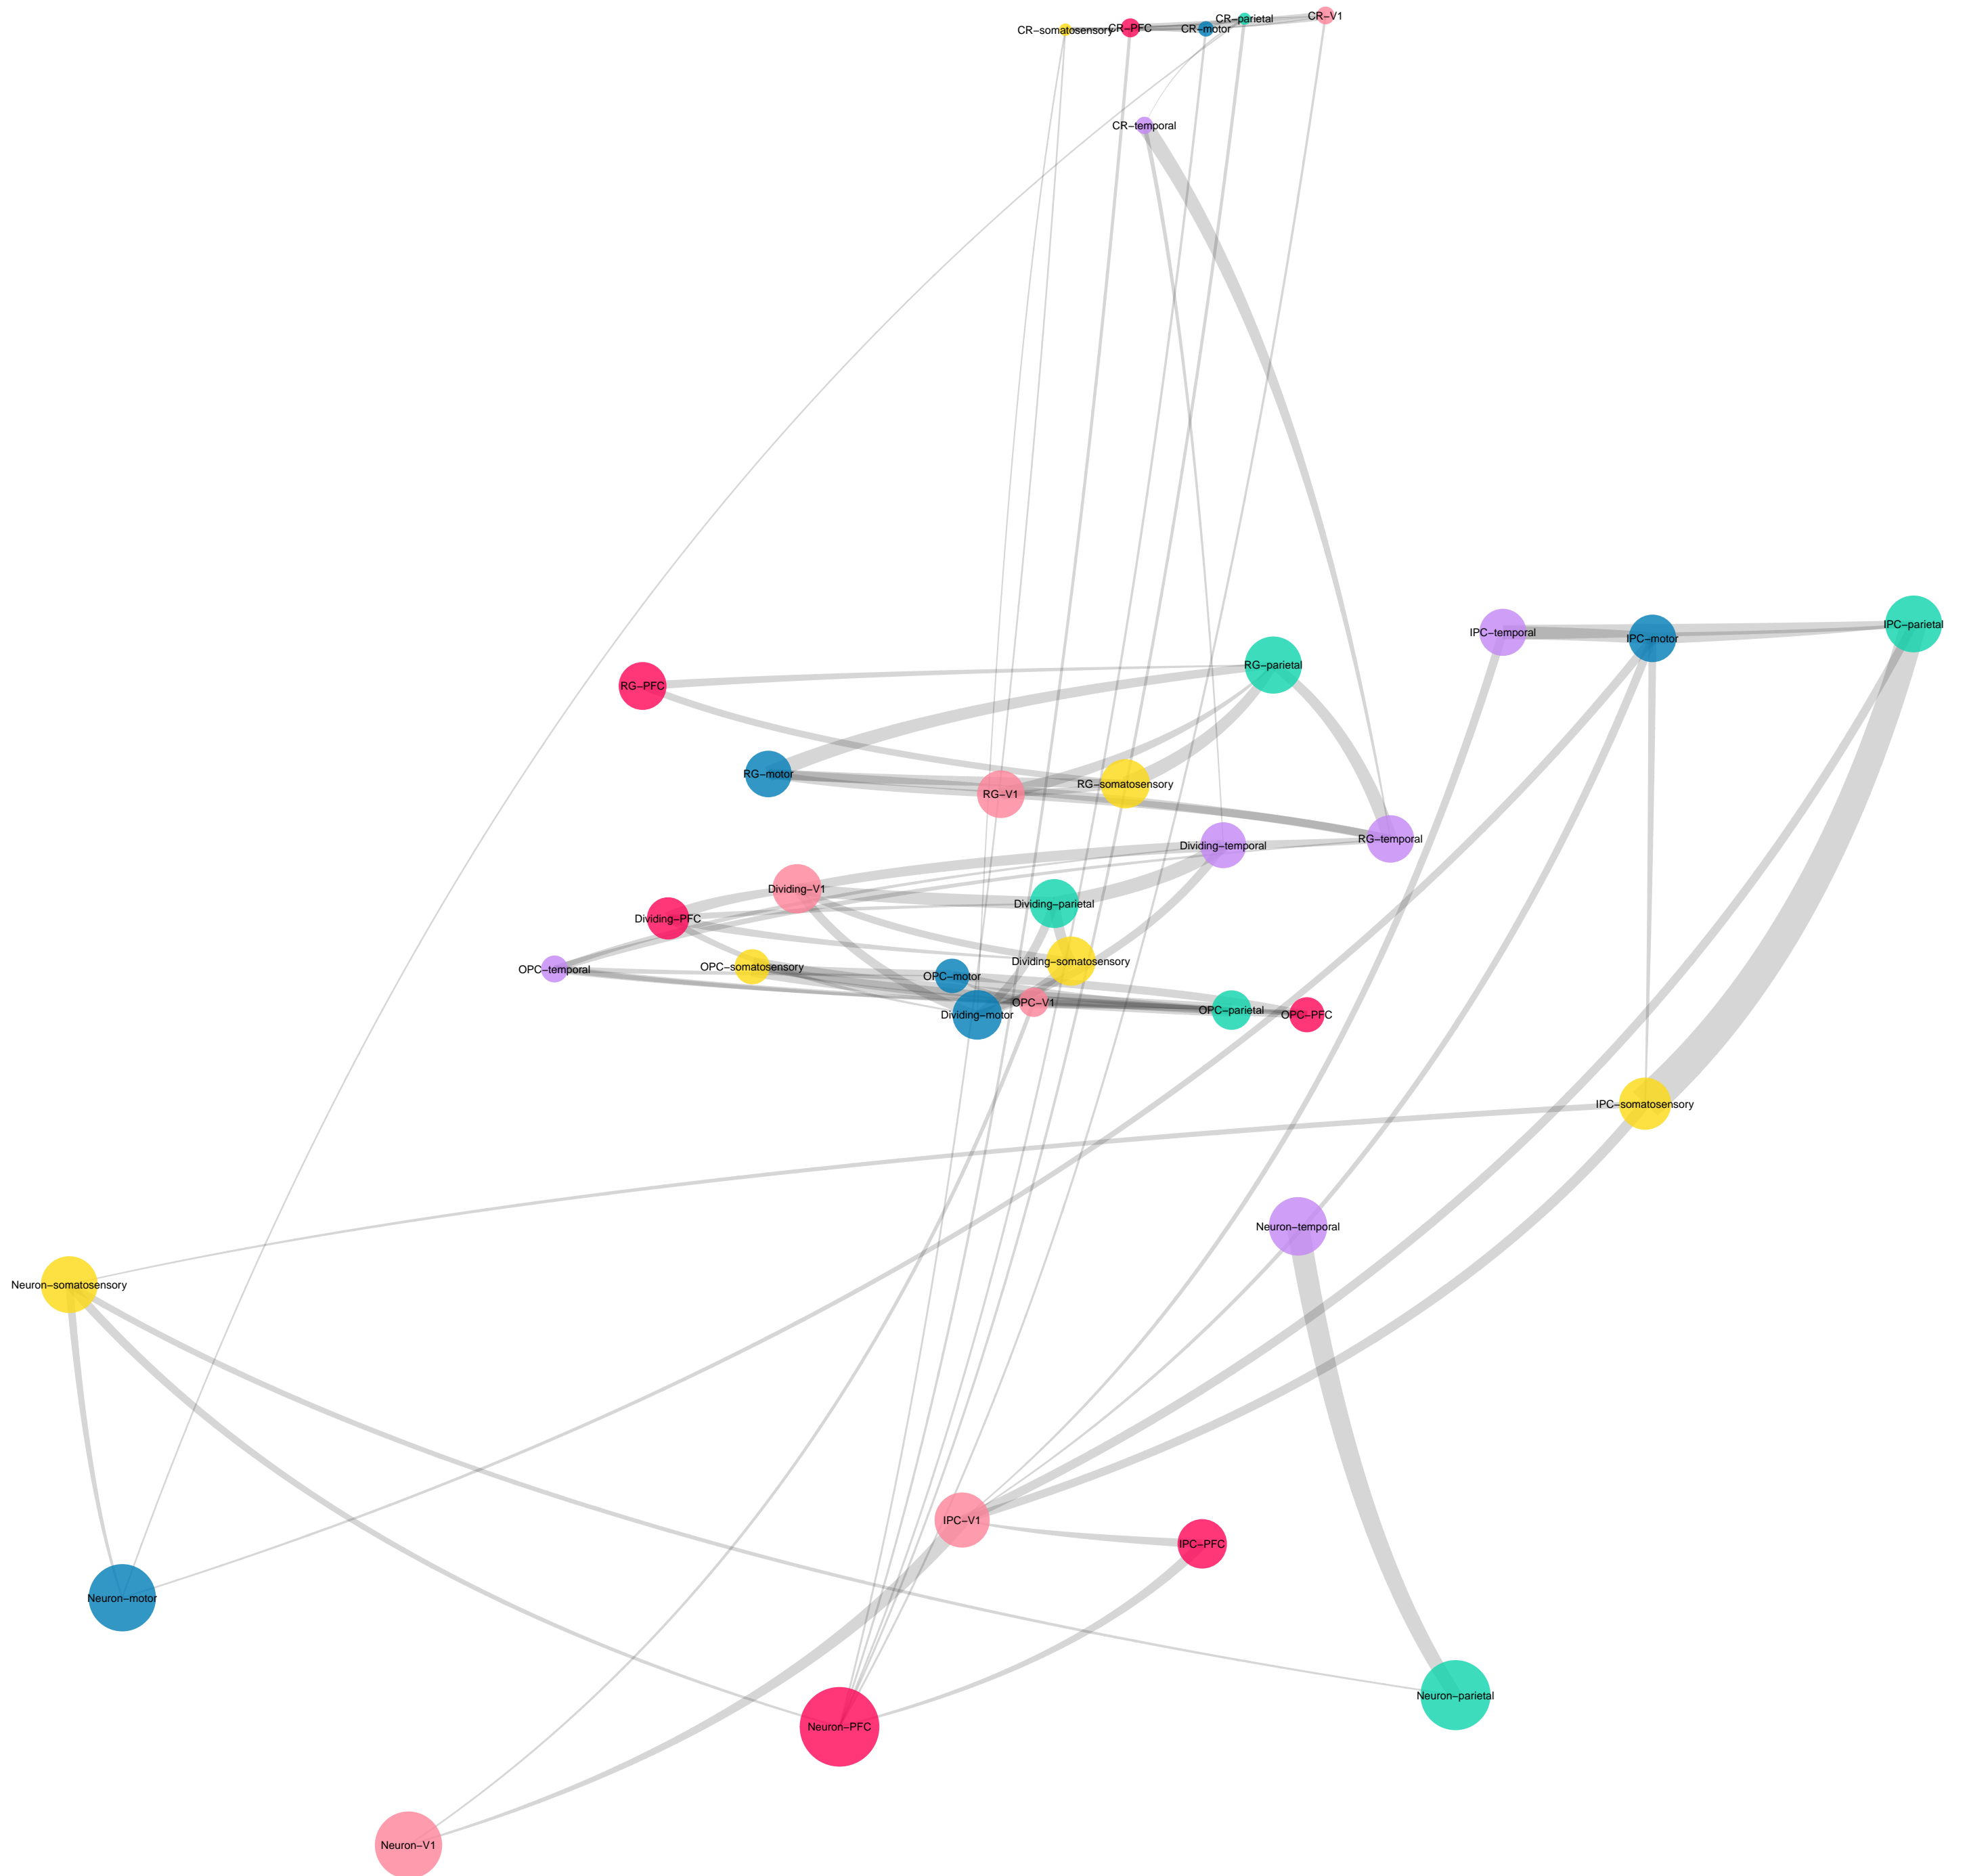 CR−V1
CR−parietal
CR−somatosensory
CR−PFC
CR−motor
CR−temporal
IPC−parietal
IPC−temporal
IPC−motor
RG−parietal
RG−PFC
RG−motor
RG−somatosensory
RG−V1
RG−temporal
Dividing−temporal
Dividing−V1
Dividing−parietal
Dividing−PFC
Dividing−somatosensory
OPC−somatosensory
OPC−temporal
OPC−motor
OPC−V1
OPC−parietal
Dividing−motor
OPC−PFC
IPC−somatosensory
Neuron−temporal
Neuron−somatosensory
IPC−V1
IPC−PFC
Neuron−motor
Neuron−parietal
Neuron−PFC
Neuron−V1